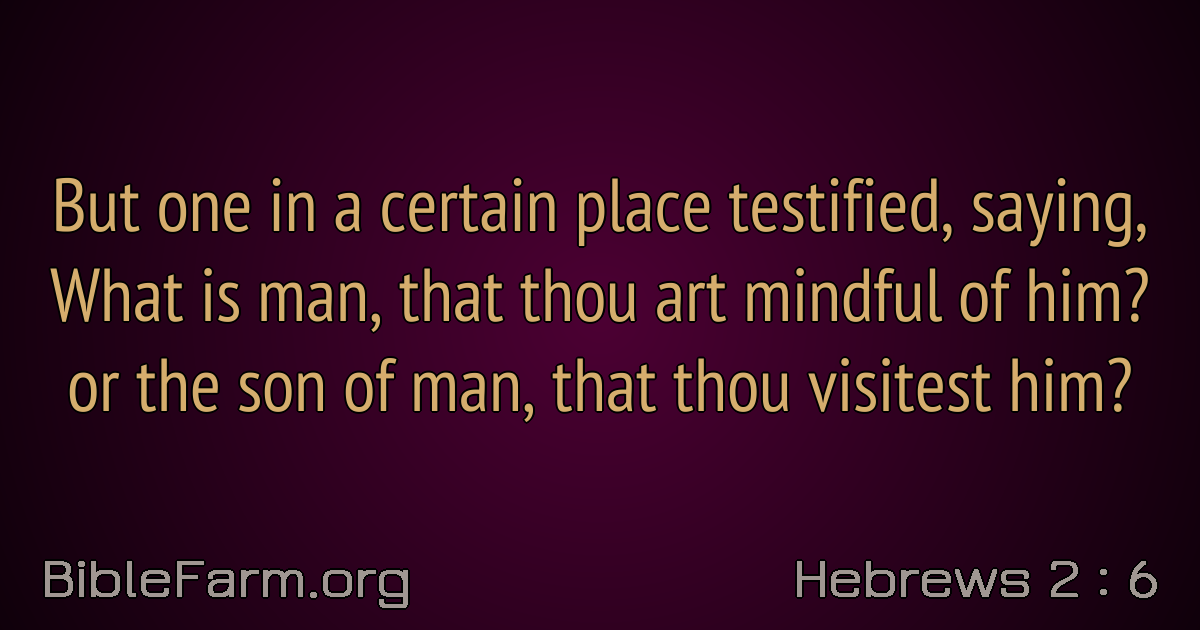 But one in a certain place testified, saying,
What is man, that thou art mindful of him?
or the son of man, that thou visitest him?
BibleFarm.org
Hebrews 2 : 6